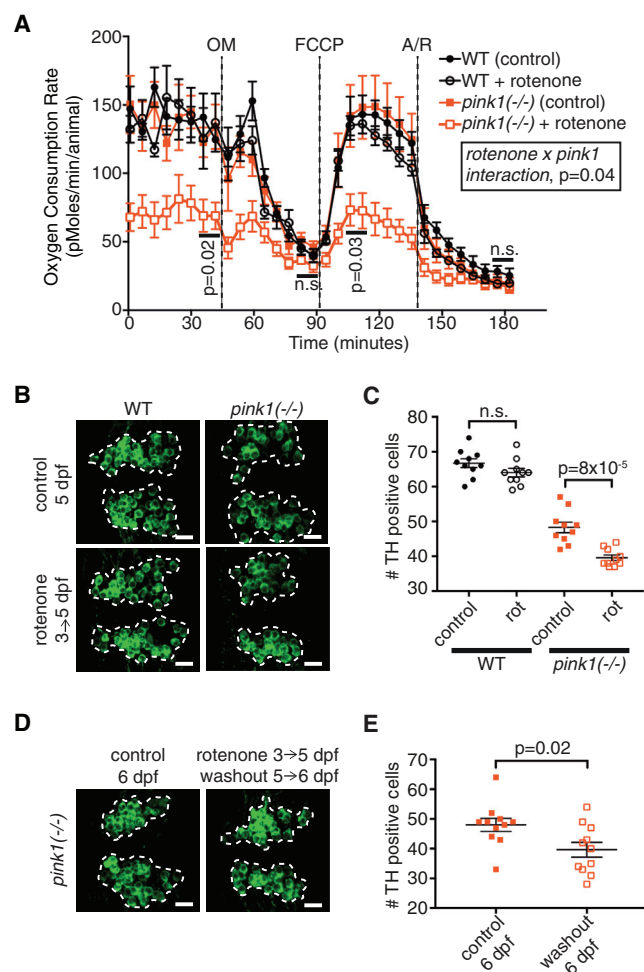 A
OM
FCCP
A/R
200
150
100
50
0
Oxygen Consumption Rate
(pMoles/min/animal)
p=0.02
n.s.
p=0.03
n.s.
0
30
60
90
120
150
180
Time (minutes)
WT (control)
WT + rotenone
pink1(-/-) (control)
pink1(-/-) + rotenone
rotenone x pink1
interaction, p=0.04
B
WT
pink1(-/-)
control
5 dpf
rotenone
3→5 dpf
C
n.s.
p=8x10-5
80
70
60
50
40
30
# TH positive cells
control
rot
control
rot
WT
pink1(-/-)
D
control
6 dpf
rotenone 3→5 dpf
washout 5→6 dpf
pink1(-/-)
E
p=0.02
70
60
50
40
30
20
# TH positive cells
control
6 dpf
washout
6 dpf